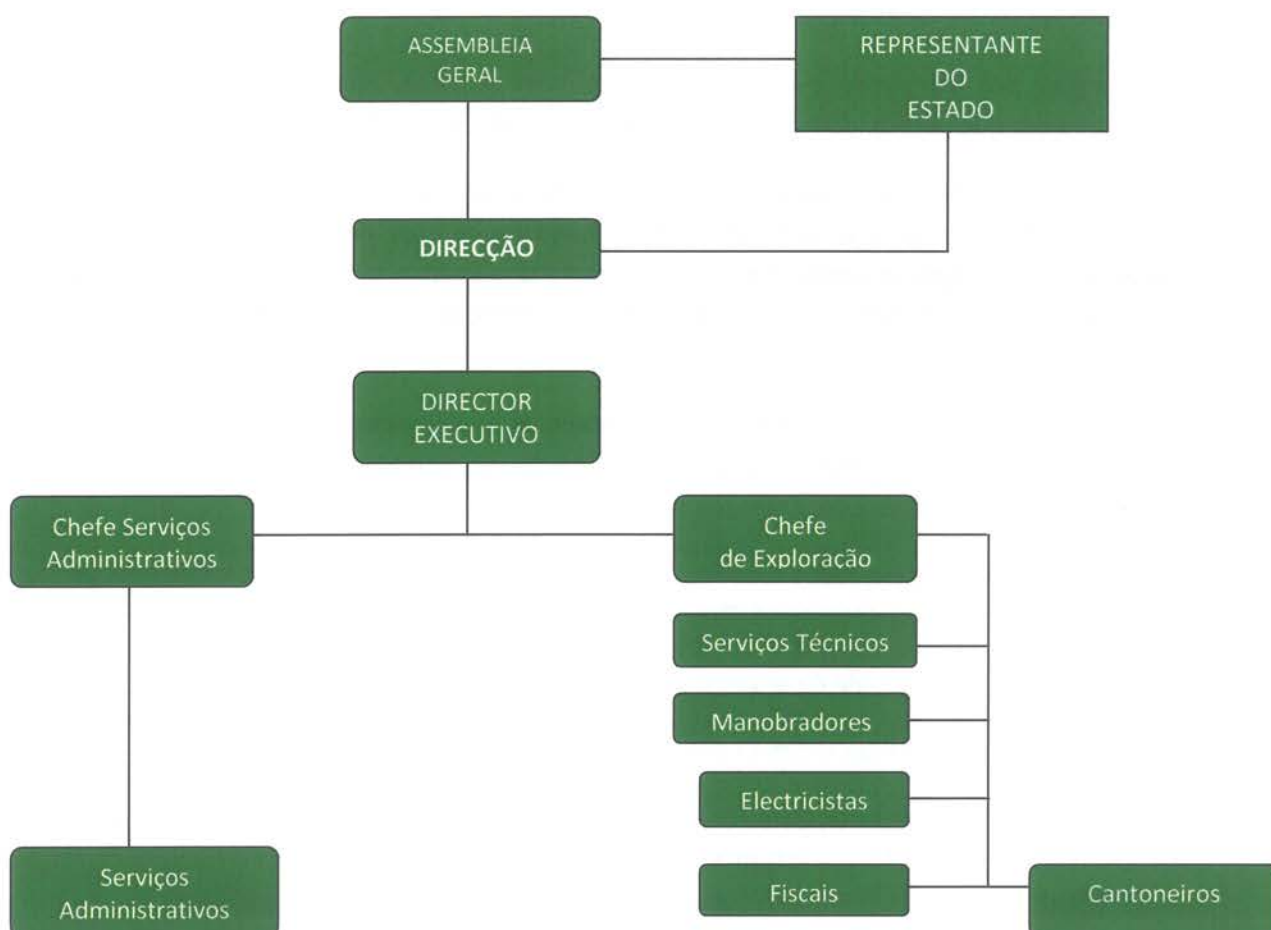 ASSEMBLEIA
GERAL
REPRESENTANTE
DO
ESTADO
DIRECÇÃO
DIRECTOR
EXECUTIVO
Chefe Serviços
Administrativos
Chefe
de Exploração
Serviços Técnicos
Manobradores
Electricistas
Serviços
Administrativos
Fiscais
Cantoneiros